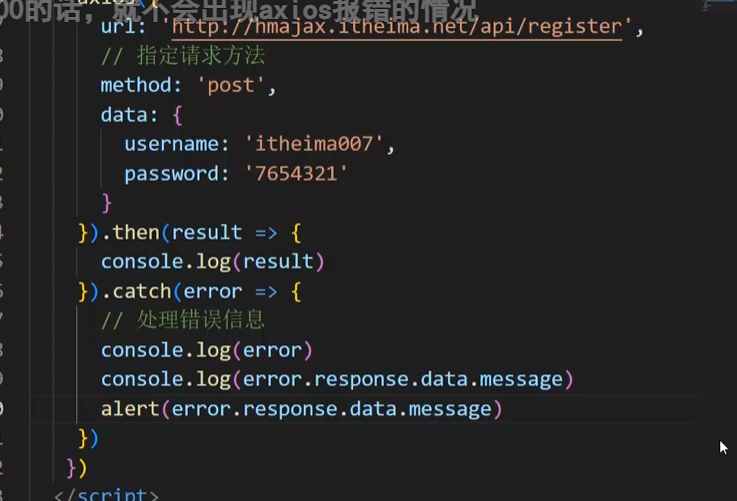 00的话，就不会出现axios报错的情况
axios({
url: 'http://hmajax.itheima.net/api/register',
// 指定请求方法
method: 'post',
data: {
username: 'itheima007',
password: '7654321'
}
}).then(result => {
console.log(result)
}).catch(error => {
// 处理错误信息
console.log(error)
console.log(error.response.data.message)
alert(error.response.data.message)
})
})
</script>